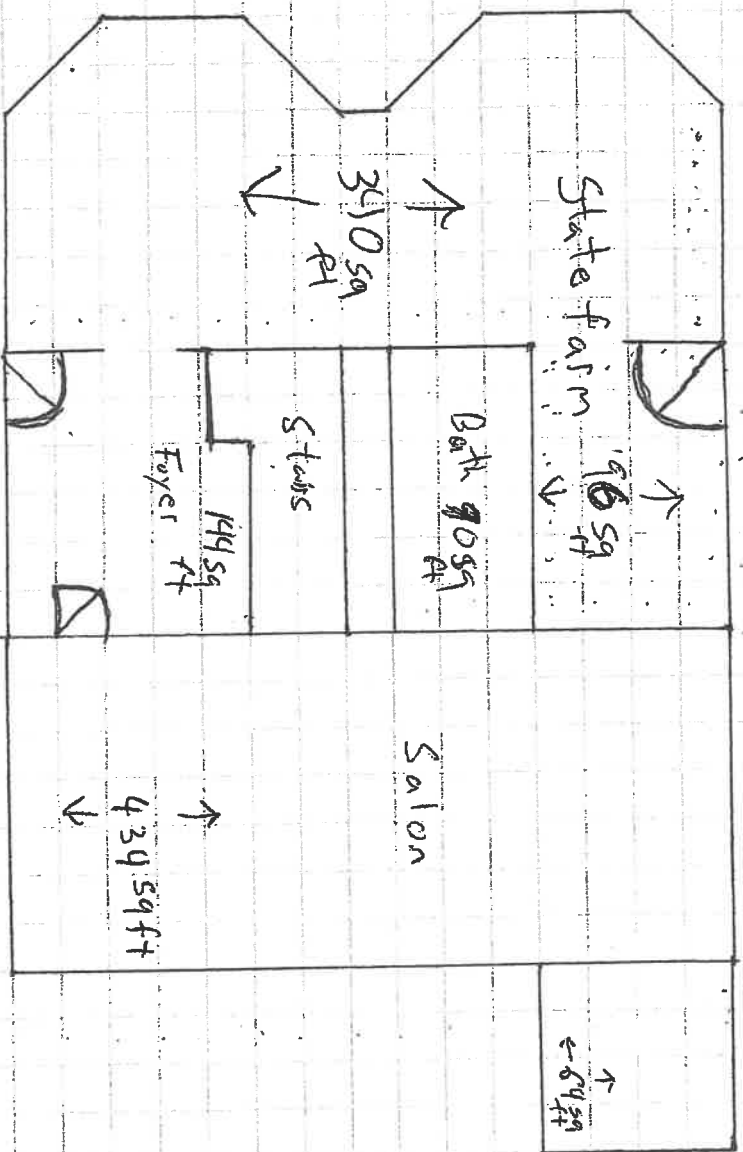 64 sq
ft
Salon
434 sq ft
96 sq
ft
Bath 90 sq
ft
Stairs
144 sq
ft
Foyer
State farm
340 sq
ft